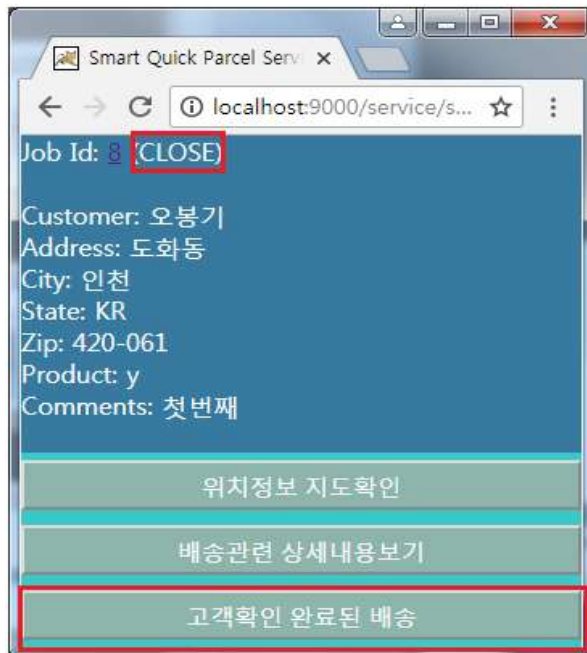 Smart Quick Parcel Serv
localhost:9000/service/s...
Job Id: 8 (CLOSE)
Customer: 오봉기
Address: 도화동
City: 인천
State: KR
Zip: 420-061
Product: y
Comments: 첫번째
위치정보 지도확인
배송관련 상세내용보기
고객확인 완료된 배송